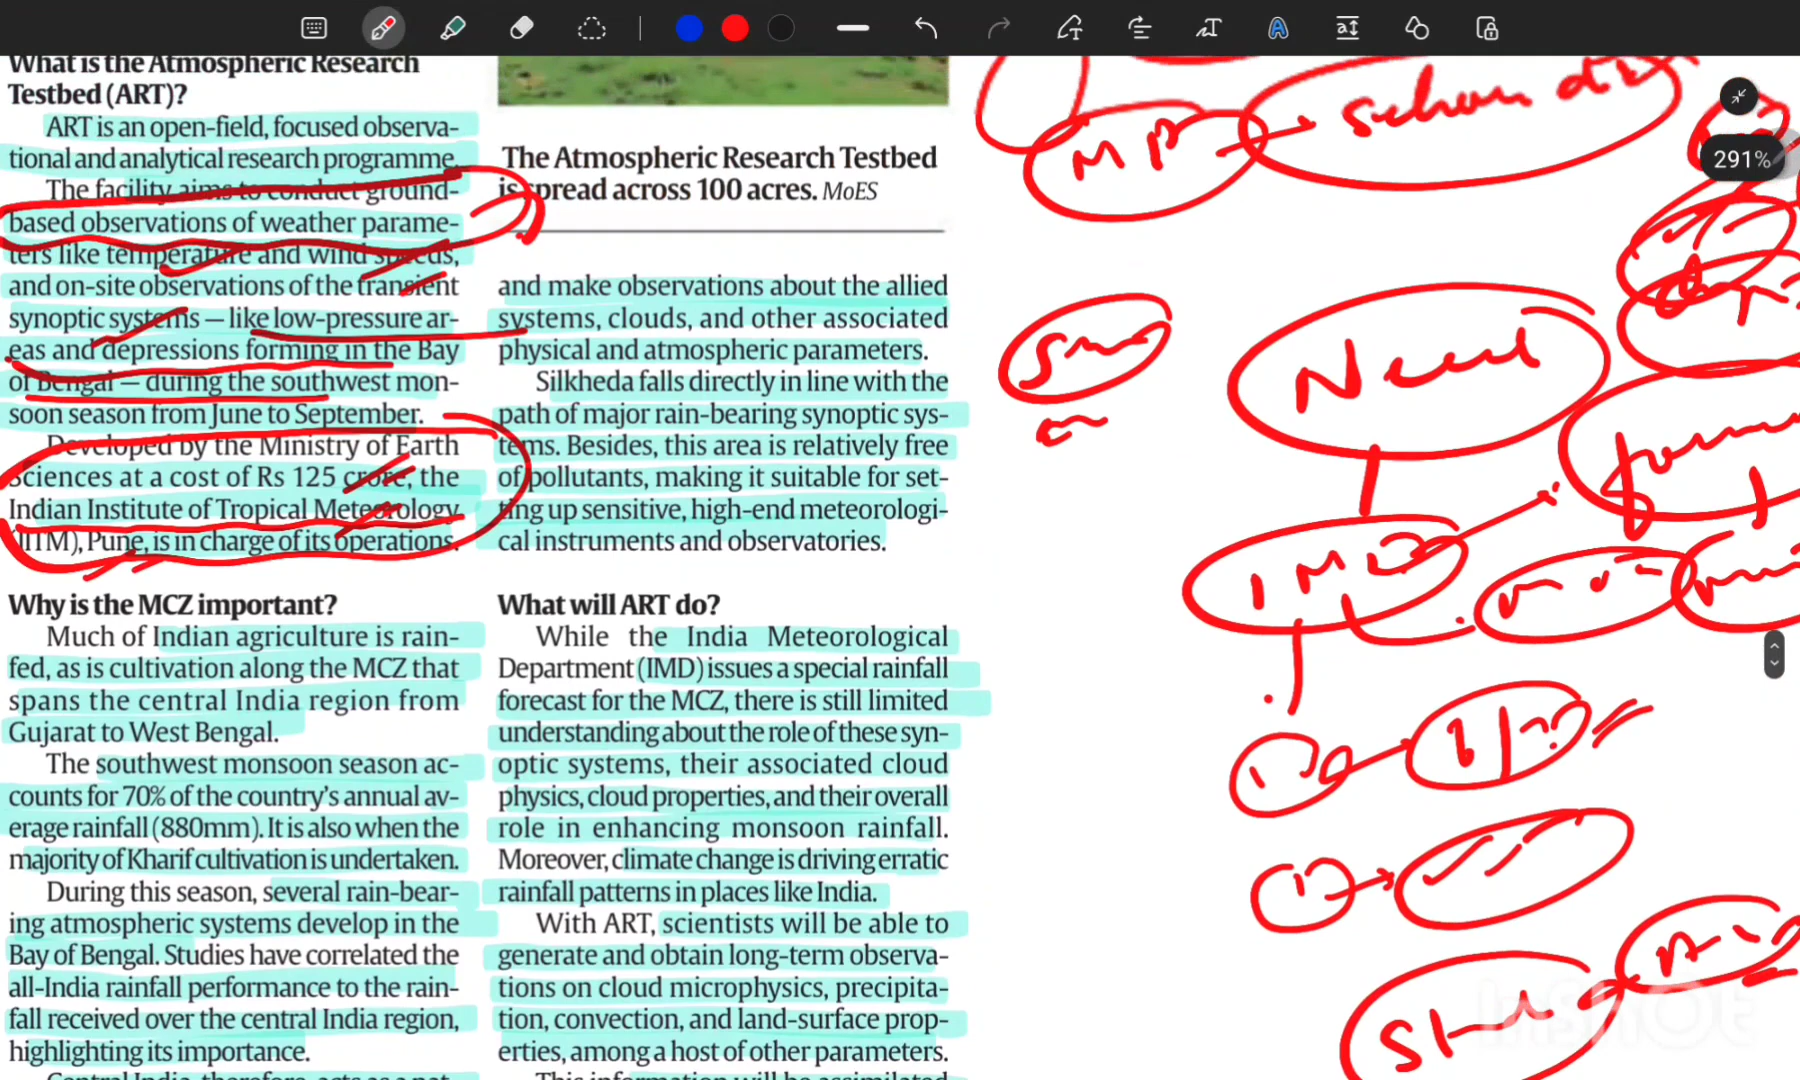 291%
What is the Atmospheric Research
Testbed (ART)?
ART is an open-field, focused observa-
tional and analytical research programme.
The facility aims to conduct ground-
based observations of weather parame-
ters like temperature and wind speeds,
and on-site observations of the transient
synoptic systems — like low-pressure ar-
eas and depressions forming in the Bay
of Bengal — during the southwest mon-
soon season from June to September.
Developed by the Ministry of Earth
Sciences at a cost of Rs 125 crore, the
Indian Institute of Tropical Meteorology
(IITM), Pune, is in charge of its operations.
Why is the MCZ important?
Much of Indian agriculture is rain-
fed, as is cultivation along the MCZ that
spans the central India region from
Gujarat to West Bengal.
The southwest monsoon season ac-
counts for 70% of the country's annual av-
erage rainfall (880mm). It is also when the
majority of Kharif cultivation is undertaken.
During this season, several rain-bear-
ing atmospheric systems develop in the
Bay of Bengal. Studies have correlated the
all-India rainfall performance to the rain-
fall received over the central India region,
highlighting its importance.
Central India, therefore, acts as a nat-
The Atmospheric Research Testbed
is spread across 100 acres. MoES
and make observations about the allied
systems, clouds, and other associated
physical and atmospheric parameters.
Silkheda falls directly in line with the
path of major rain-bearing synoptic sys-
tems. Besides, this area is relatively free
of pollutants, making it suitable for set-
ting up sensitive, high-end meteorologi-
cal instruments and observatories.
What will ART do?
While the India Meteorological
Department (IMD) issues a special rainfall
forecast for the MCZ, there is still limited
understanding about the role of these syn-
optic systems, their associated cloud
physics, cloud properties, and their overall
role in enhancing monsoon rainfall.
Moreover, climate change is driving erratic
rainfall patterns in places like India.
With ART, scientists will be able to
generate and obtain long-term observa-
tions on cloud microphysics, precipita-
tion, convection, and land-surface prop-
erties, among a host of other parameters.
This information will be assimilated
MP
IMD
InShOt